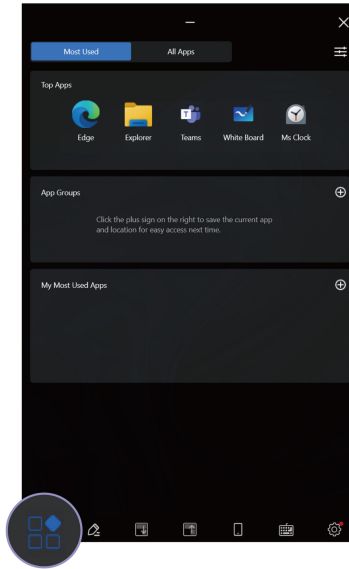 Most Used
All Apps
Top Apps
Edge
Explorer
Teams
White Board
Ms Clock
App Groups
Click the plus sign on the right to save the current app
and location for easy access next time.
My Most Used Apps